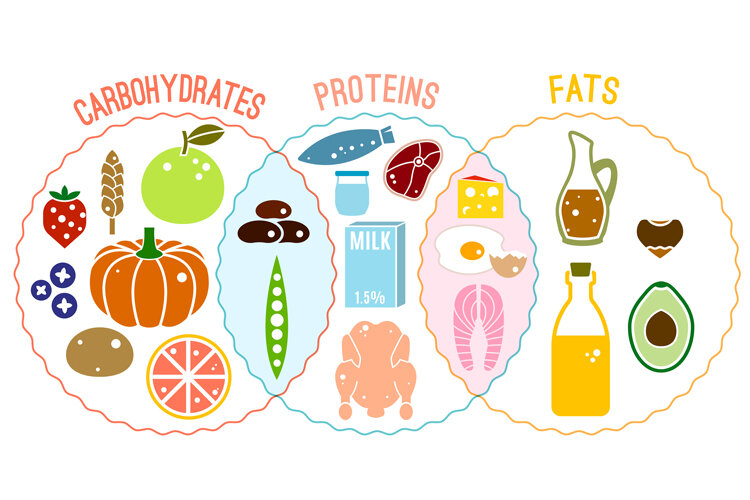 CARBOHYDRATES
PROTEINS
FATS
MILK
1.5%